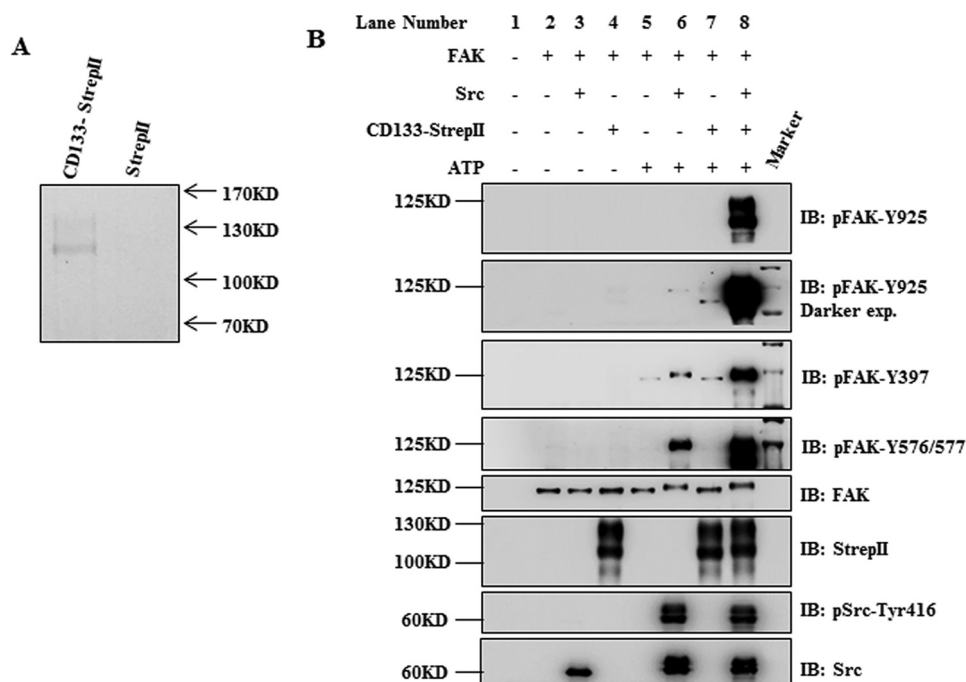 A
CD133- StrepII
StrepII
170KD
130KD
100KD
70KD
B
Lane Number 1 2 3 4 5 6 7 8
FAK - + + + + + + +
Src - - + - - + - +
CD133-StrepII - - - + - - + +
ATP - - - - + + + +
Marker
125KD IB: pFAK-Y925
125KD IB: pFAK-Y925
Darker exp.
125KD IB: pFAK-Y397
125KD IB: pFAK-Y576/577
125KD IB: FAK
130KD IB: StrepII
100KD
IB: pSrc-Tyr416
60KD
60KD IB: Src